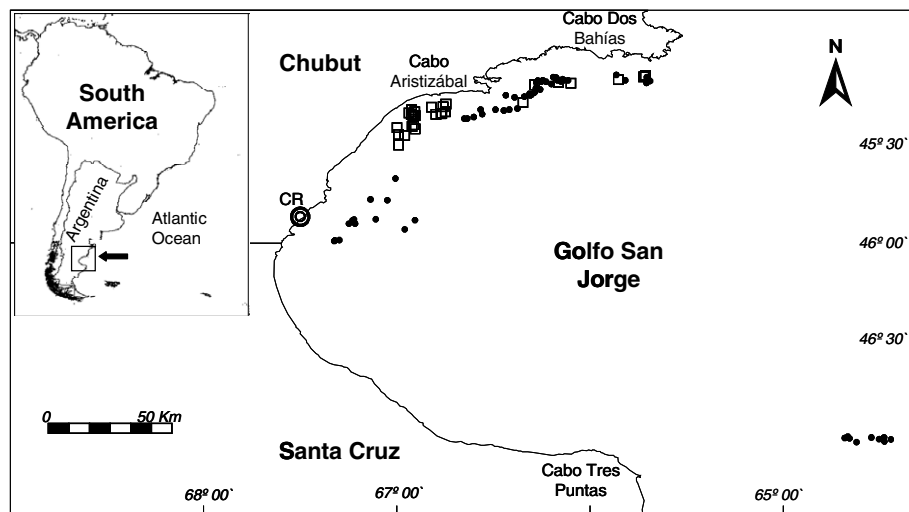 South
America
Argentina
Atlantic
Ocean
Chubut
Cabo
Aristizábal
Cabo Dos
Bahías
N
45º 30`
CR
46º 00`
Golfo San
Jorge
46º 30`
0 50 Km
Santa Cruz
Cabo Tres
Puntas
68º 00`
67º 00`
65º 00`